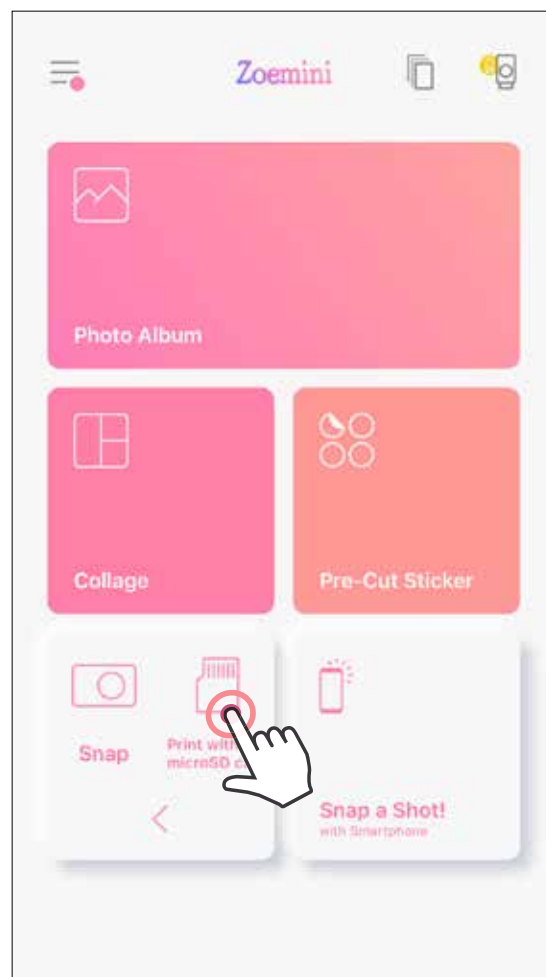 Zoemini
Photo Album
Collage
Pre-Cut Sticker
Snap
Print with
microSD
Snap a Shot!
with Smartphone